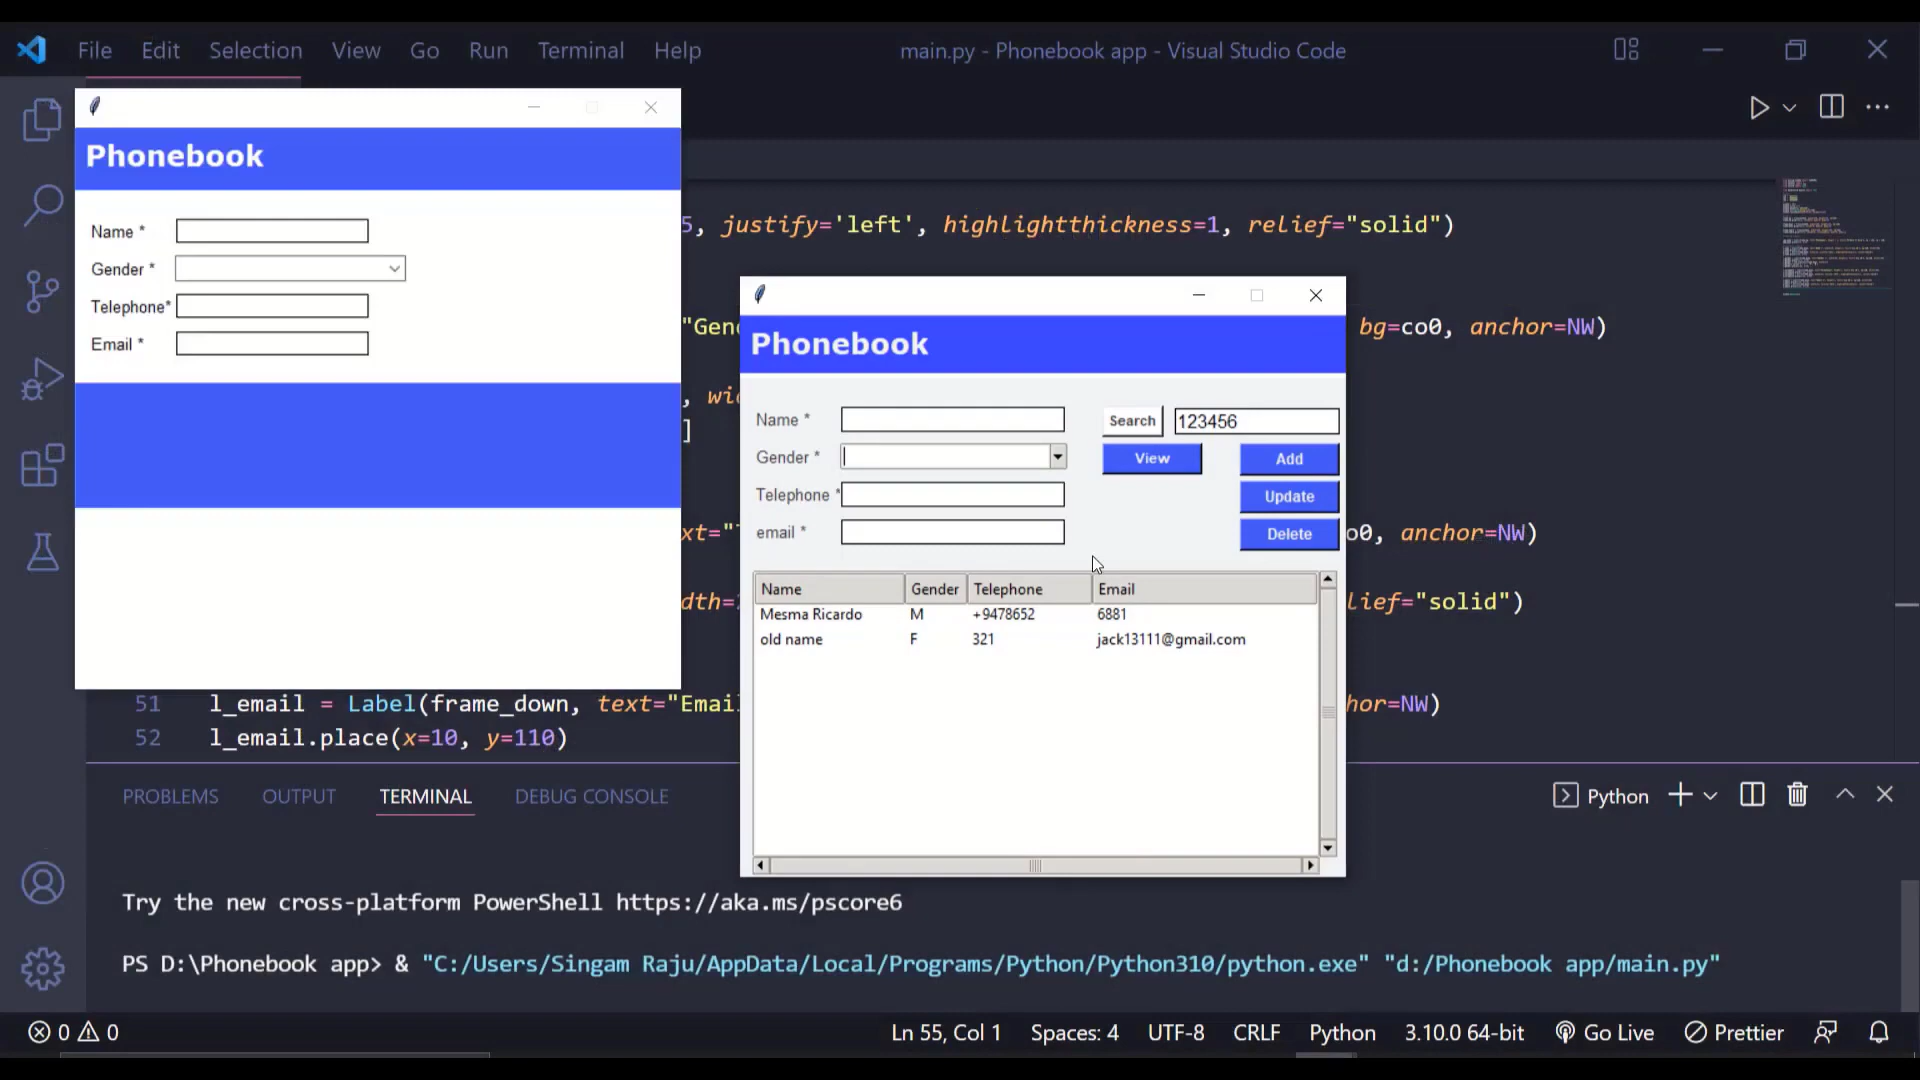 File Edit Selection View Go Run Terminal Help main.py - Phonebook app - Visual Studio Code
Phonebook
Name *
Gender *
Telephone*
Email *
5, justify='left', highlightthickness=1, relief="solid")
"Gen
bg=co0, anchor=NW)
, wi
]
xt="
o0, anchor=NW)
dth=
lief="solid")
51 l_email = Label(frame_down, text="Emai
hor=NW)
52 l_email.place(x=10, y=110)
Phonebook
Name * Search 123456
Gender * View Add
Telephone * Update
email * Delete
Name Gender Telephone Email
Mesma Ricardo M +9478652 6881
old name F 321 jack13111@gmail.com
PROBLEMS OUTPUT TERMINAL DEBUG CONSOLE Python
Try the new cross-platform PowerShell https://aka.ms/pscore6
PS D:\Phonebook app> & "C:/Users/Singam Raju/AppData/Local/Programs/Python/Python310/python.exe" "d:/Phonebook app/main.py"
0 0 Ln 55, Col 1 Spaces: 4 UTF-8 CRLF Python 3.10.0 64-bit Go Live Prettier